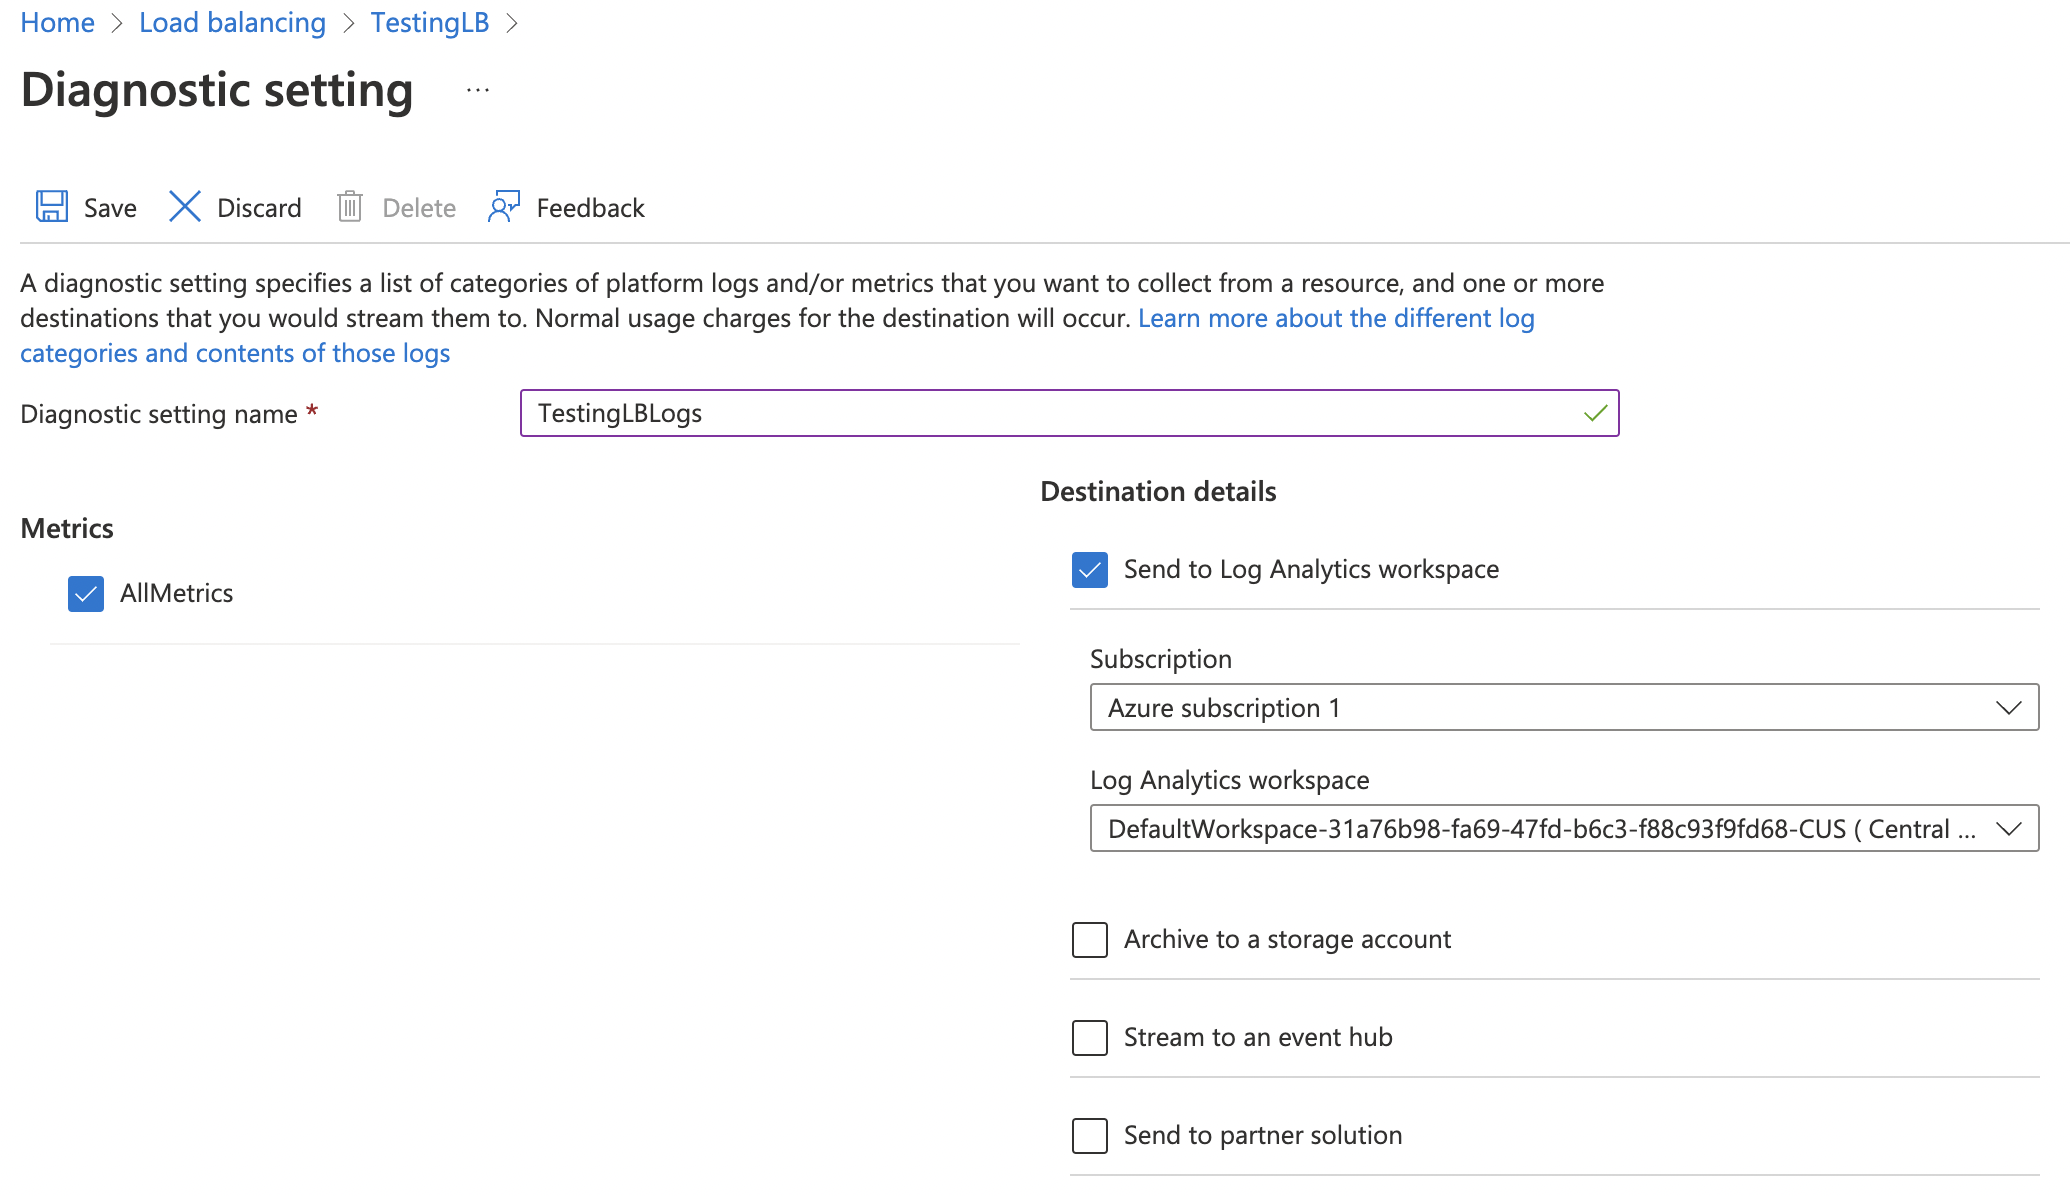 Home > Load balancing > TestingLB >
Diagnostic setting ...
Save Discard Delete Feedback
A diagnostic setting specifies a list of categories of platform logs and/or metrics that you want to collect from a resource, and one or more
destinations that you would stream them to. Normal usage charges for the destination will occur. Learn more about the different log
categories and contents of those logs
Diagnostic setting name *
TestingLBLogs
Metrics
AllMetrics
Destination details
Send to Log Analytics workspace
Subscription
Azure subscription 1
Log Analytics workspace
DefaultWorkspace-31a76b98-fa69-47fd-b6c3-f88c93f9fd68-CUS ( Central ...
Archive to a storage account
Stream to an event hub
Send to partner solution